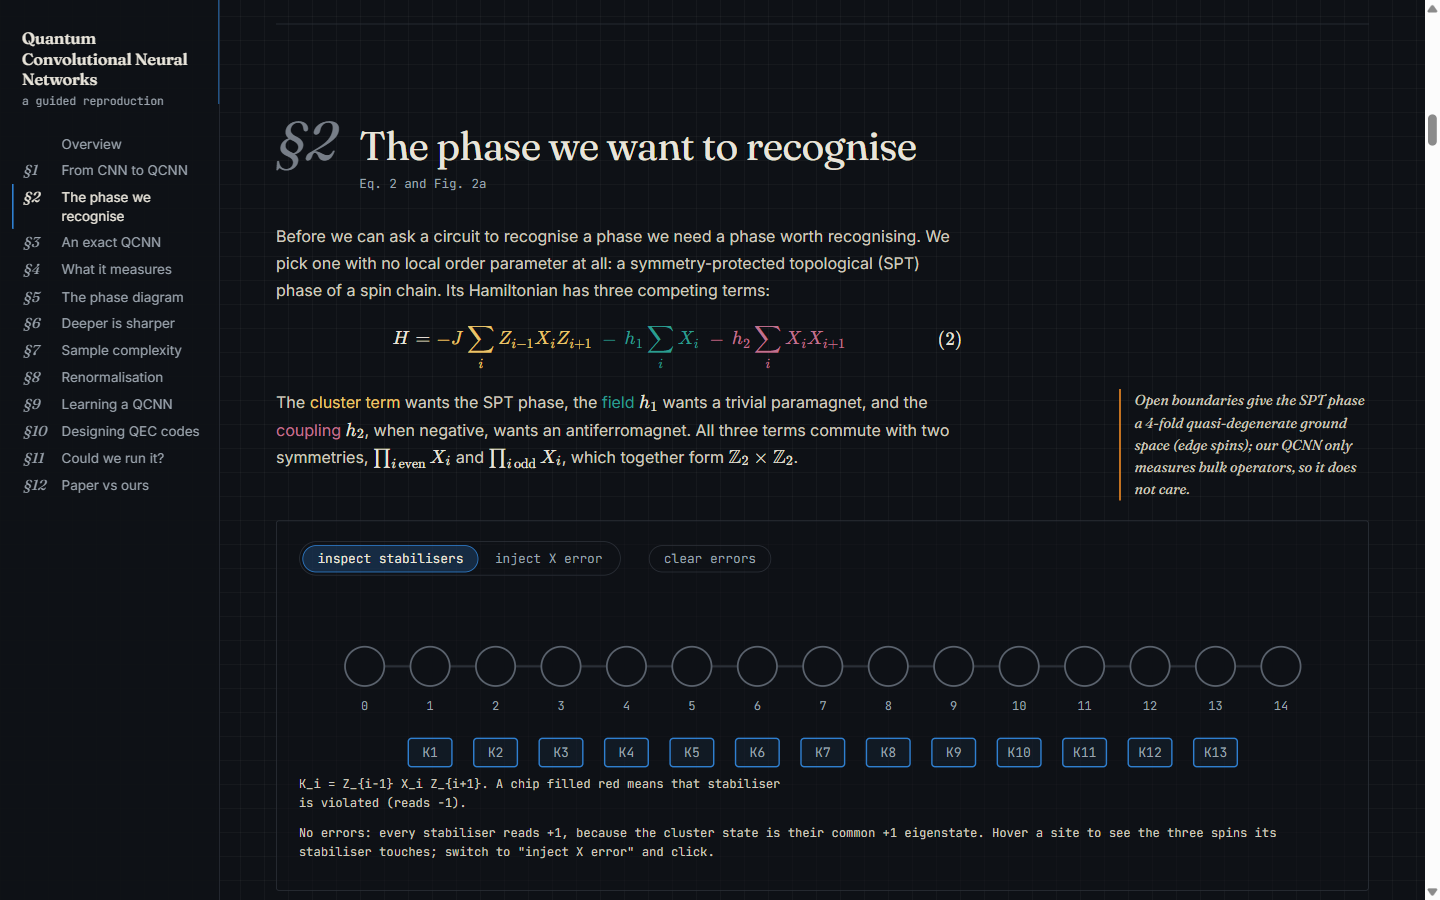 Quantum
Convolutional Neural
Networks
a guided reproduction
Overview
§1 From CNN to QCNN
§2 The phase we
recognise
§3 An exact QCNN
§4 What it measures
§5 The phase diagram
§6 Deeper is sharper
§7 Sample complexity
§8 Renormalisation
§9 Learning a QCNN
§10 Designing QEC codes
§11 Could we run it?
§12 Paper vs ours
§2 The phase we want to recognise
Eq. 2 and Fig. 2a
Before we can ask a circuit to recognise a phase we need a phase worth recognising. We
pick one with no local order parameter at all: a symmetry-protected topological (SPT)
phase of a spin chain. Its Hamiltonian has three competing terms:
H = −J ∑_i Z_{i−1}X_iZ_{i+1} − h_1 ∑_i X_i − h_2 ∑_i X_iX_{i+1} (2)
The cluster term wants the SPT phase, the field h_1 wants a trivial paramagnet, and the
coupling h_2, when negative, wants an antiferromagnet. All three terms commute with two
symmetries, ∏_{i even} X_i and ∏_{i odd} X_i, which together form ℤ_2 × ℤ_2.
Open boundaries give the SPT phase
a 4-fold quasi-degenerate ground
space (edge spins); our QCNN only
measures bulk operators, so it does
not care.
inspect stabilisers inject X error clear errors
0 1 2 3 4 5 6 7 8 9 10 11 12 13 14
K1 K2 K3 K4 K5 K6 K7 K8 K9 K10 K11 K12 K13
K_i = Z_{i-1} X_i Z_{i+1}. A chip filled red means that stabiliser
is violated (reads -1).
No errors: every stabiliser reads +1, because the cluster state is their common +1 eigenstate. Hover a site to see the three spins its
stabiliser touches; switch to "inject X error" and click.